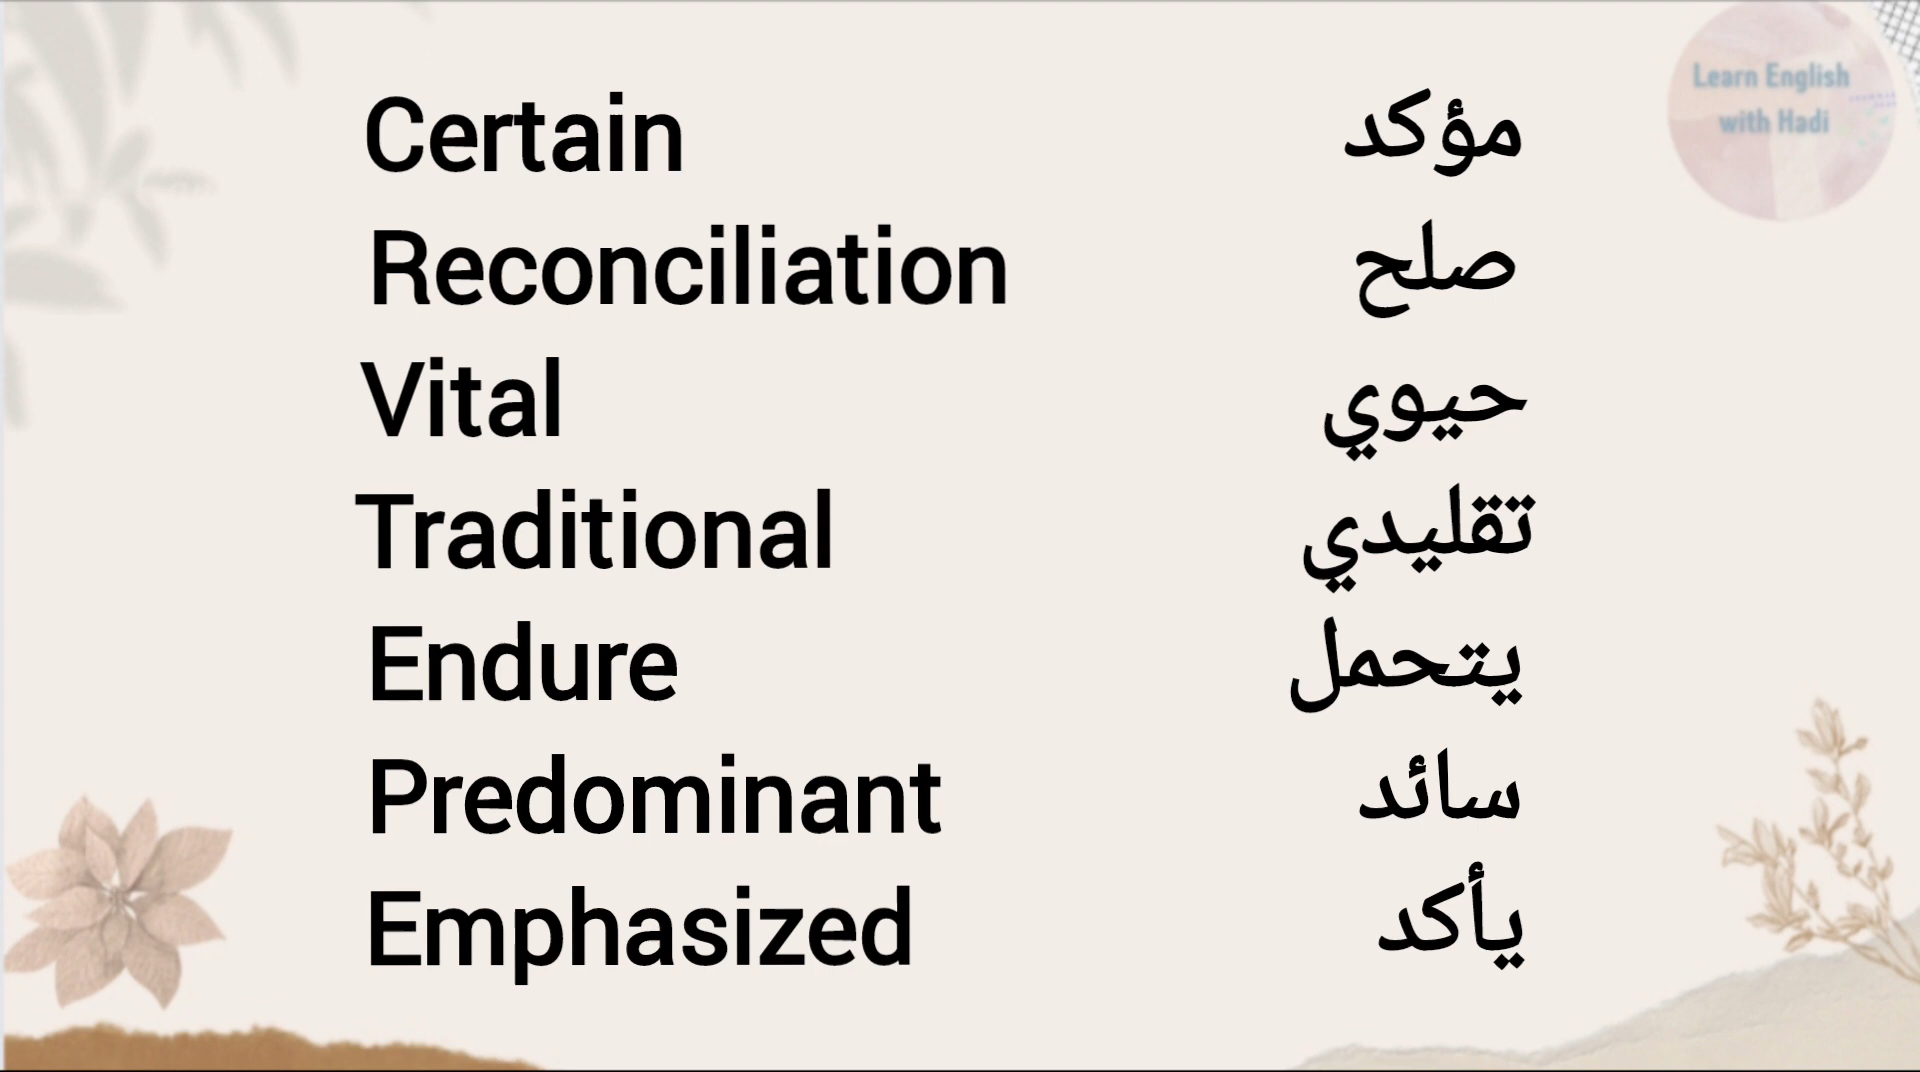 Certain مؤكد
Reconciliation صلح
Vital حيوي
Traditional تقليدي
Endure يتحمل
Predominant سائد
Emphasized يأكد
Learn English
with Hadi